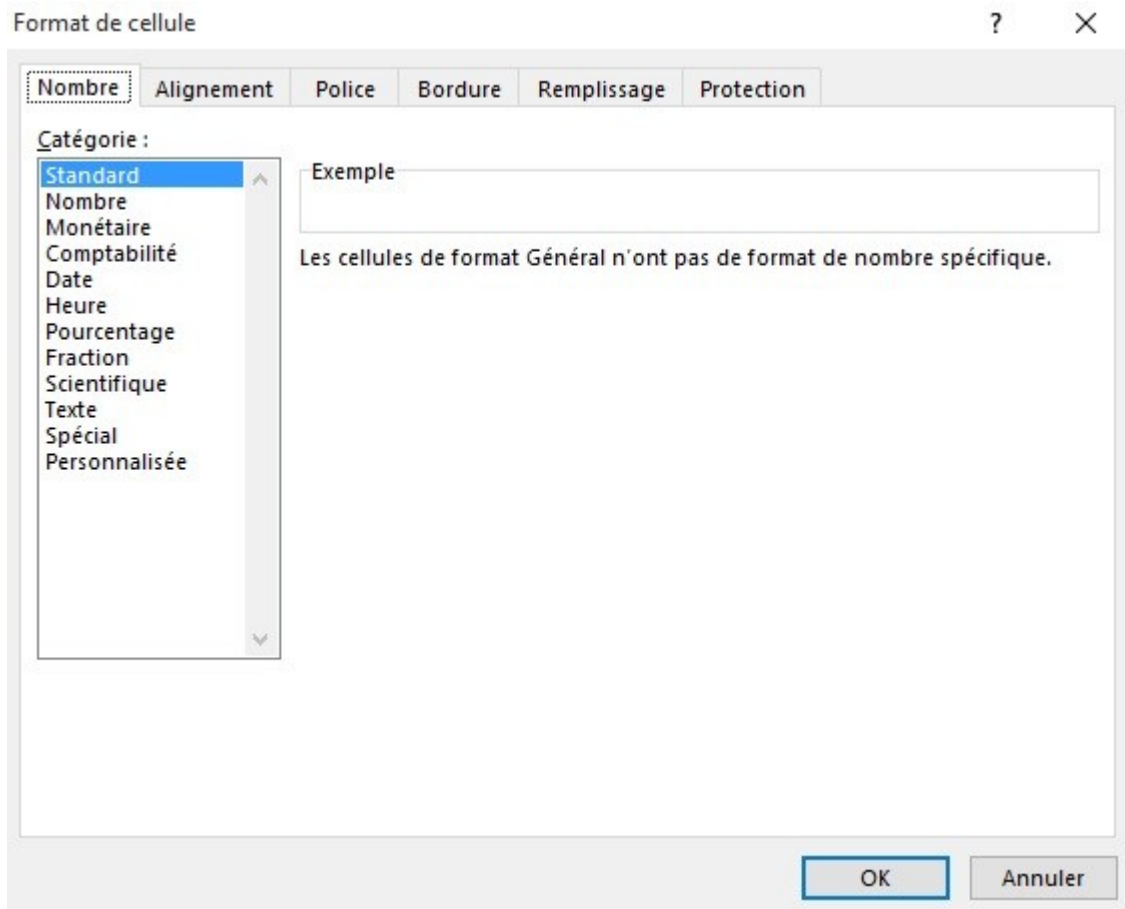 Format de cellule ?
Nombre Alignement Police Bordure Remplissage Protection
Catégorie :
Standard
Nombre
Monétaire
Comptabilité
Date
Heure
Pourcentage
Fraction
Scientifique
Texte
Spécial
Personnalisée
Exemple
Les cellules de format Général n'ont pas de format de nombre spécifique.
OK Annuler